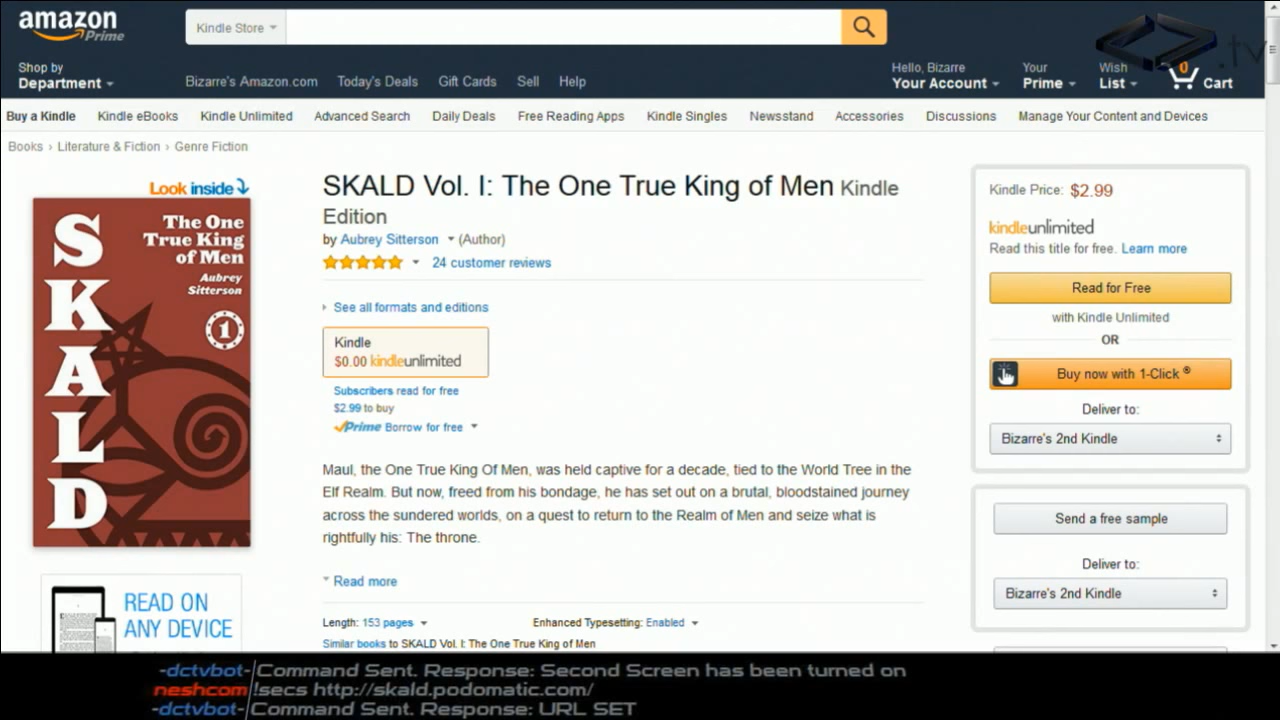 amazon
Prime
Kindle Store
.tv
Shop by
Department
Bizarre's Amazon.com
Today's Deals
Gift Cards
Sell
Help
Hello, Bizarre
Your Account
Your
Prime
Wish
List
0
Cart
Buy a Kindle
Kindle eBooks
Kindle Unlimited
Advanced Search
Daily Deals
Free Reading Apps
Kindle Singles
Newsstand
Accessories
Discussions
Manage Your Content and Devices
Books › Literature & Fiction › Genre Fiction
Look inside
SKALD
The One
True King
of Men
Aubrey
Sitterson
1
READ ON
ANY DEVICE
SKALD Vol. I: The One True King of Men Kindle
Edition
by Aubrey Sitterson (Author)
24 customer reviews
See all formats and editions
Kindle
$0.00 kindleunlimited
Subscribers read for free
$2.99 to buy
Prime Borrow for free
Maul, the One True King Of Men, was held captive for a decade, tied to the World Tree in the
Elf Realm. But now, freed from his bondage, he has set out on a brutal, bloodstained journey
across the sundered worlds, on a quest to return to the Realm of Men and seize what is
rightfully his: The throne.
Read more
Length: 153 pages
Enhanced Typesetting: Enabled
Similar books to SKALD Vol. I: The One True King of Men
Kindle Price: $2.99
kindleunlimited
Read this title for free. Learn more
Read for Free
with Kindle Unlimited
OR
Buy now with 1-Click ®
Deliver to:
Bizarre's 2nd Kindle
Send a free sample
Deliver to:
Bizarre's 2nd Kindle
-dctvbot- Command Sent. Response: Second Screen has been turned on
neshcom !secs http://skald.podomatic.com/
-dctvbot- Command Sent. Response: URL SET